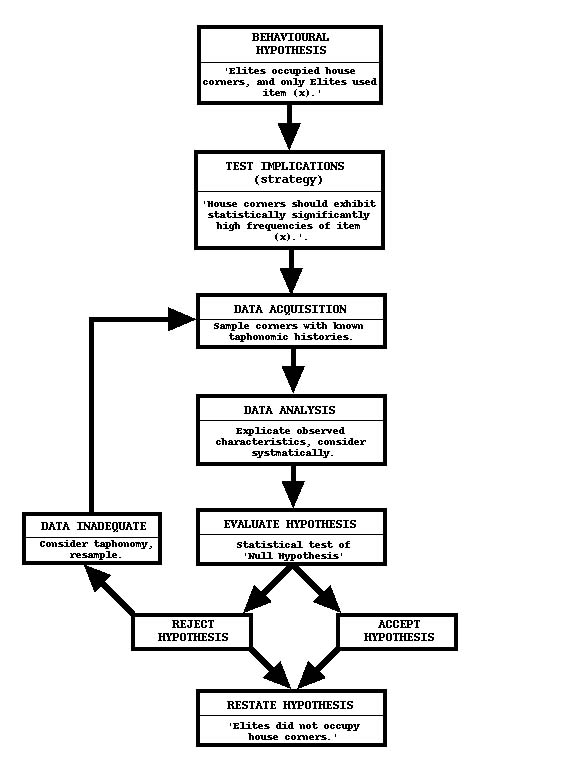 BEHAVIOURAL
HYPOTHESIS
'Elites occupied house
corners, and only Elites used
item (x).'
TEST IMPLICATIONS
(strategy)
'House corners should exhibit
statistically significantly
high frequencies of item
(x).'.
DATA ACQUISITION
Sample corners with known
taphonomic histories.
DATA ANALYSIS
Explicate observed
characteristics, consider
systmatically.
EVALUATE HYPOTHESIS
Statistical test of
'Null Hypothesis'
DATA INADEQUATE
Consider taphonomy,
resample.
REJECT
HYPOTHESIS
ACCEPT
HYPOTHESIS
RESTATE HYPOTHESIS
'Elites did not occupy
house corners.'